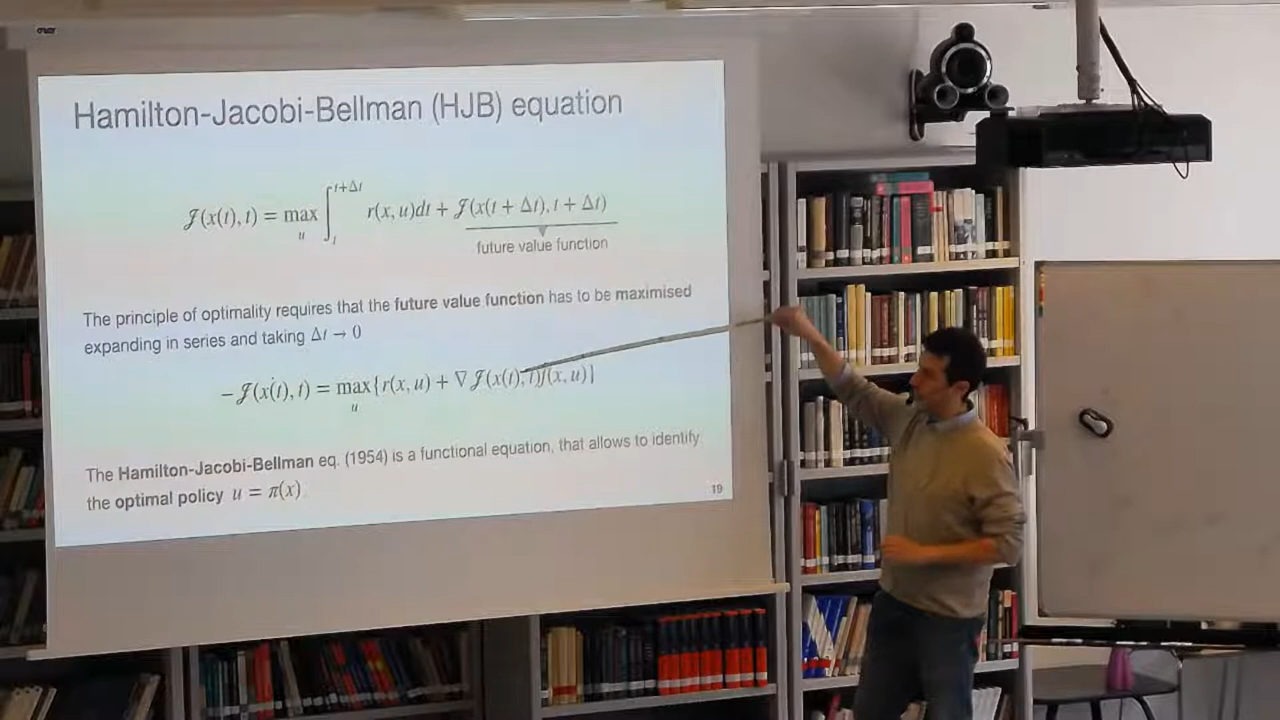 Hamilton-Jacobi-Bellman (HJB) equation
𝒥(x(t), t) = max_u ∫_t^{t+Δt} r(x, u)dt + 𝒥(x(t + Δt), t + Δt)
future value function
The principle of optimality requires that the future value function has to be maximised
expanding in series and taking Δt → 0
−𝒥̇(x(t), t) = max_u {r(x, u) + ∇𝒥(x(t), t)f(x, u)}
The Hamilton-Jacobi-Bellman eq. (1954) is a functional equation, that allows to identify
the optimal policy u = π(x)
19